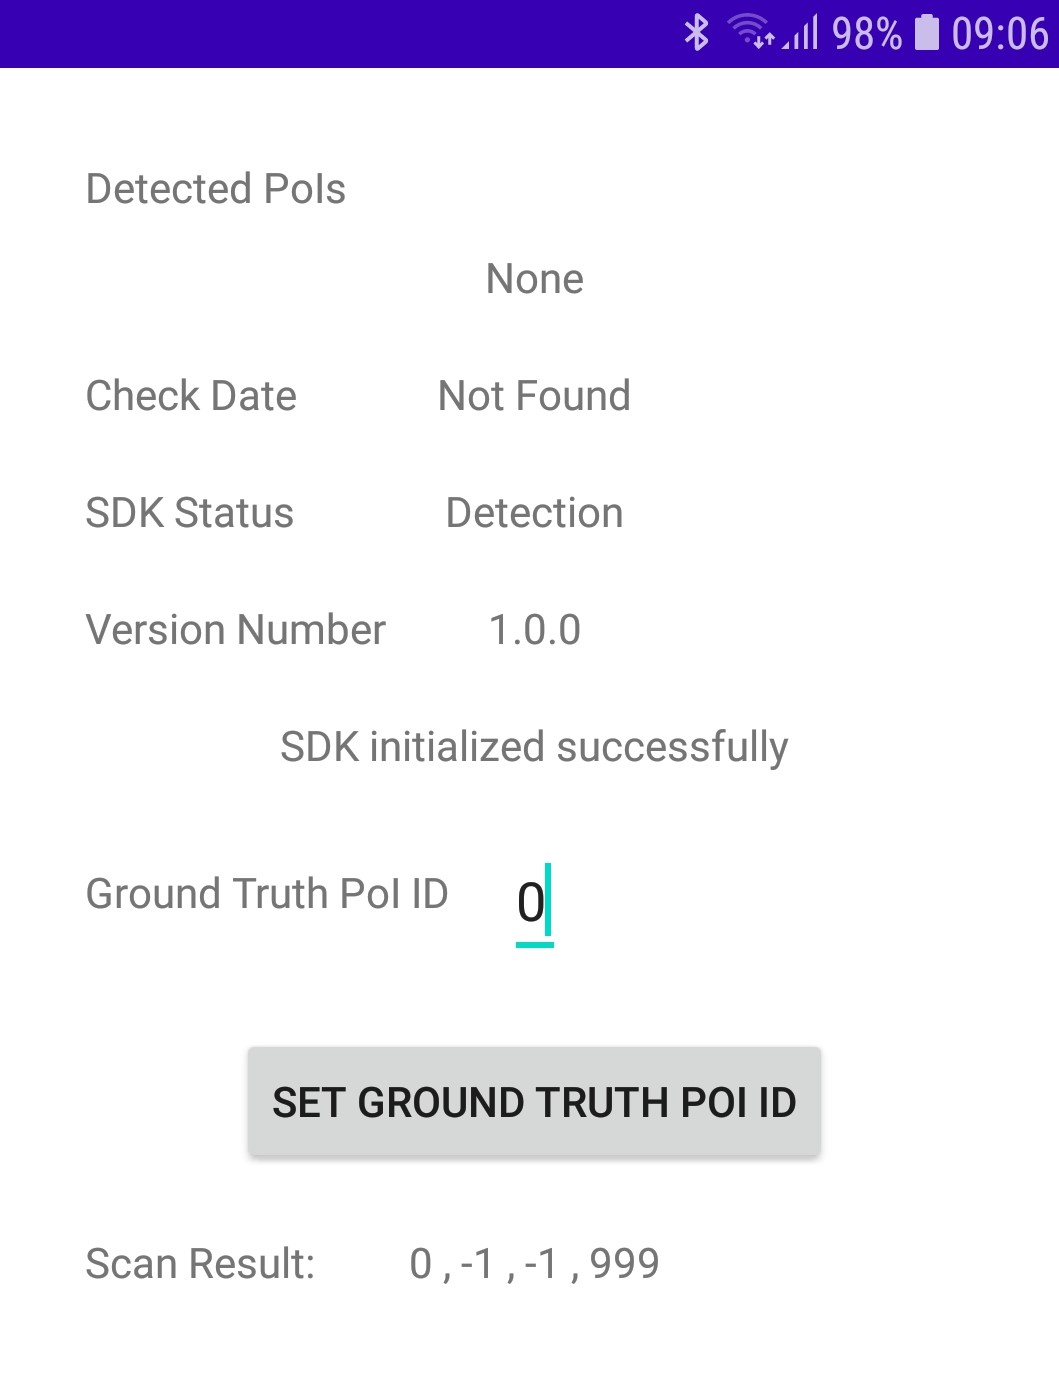 98% 09:06
Detected PoIs
None
Check Date Not Found
SDK Status Detection
Version Number 1.0.0
SDK initialized successfully
Ground Truth PoI ID 0
SET GROUND TRUTH POI ID
Scan Result: 0 , -1 , -1 , 999